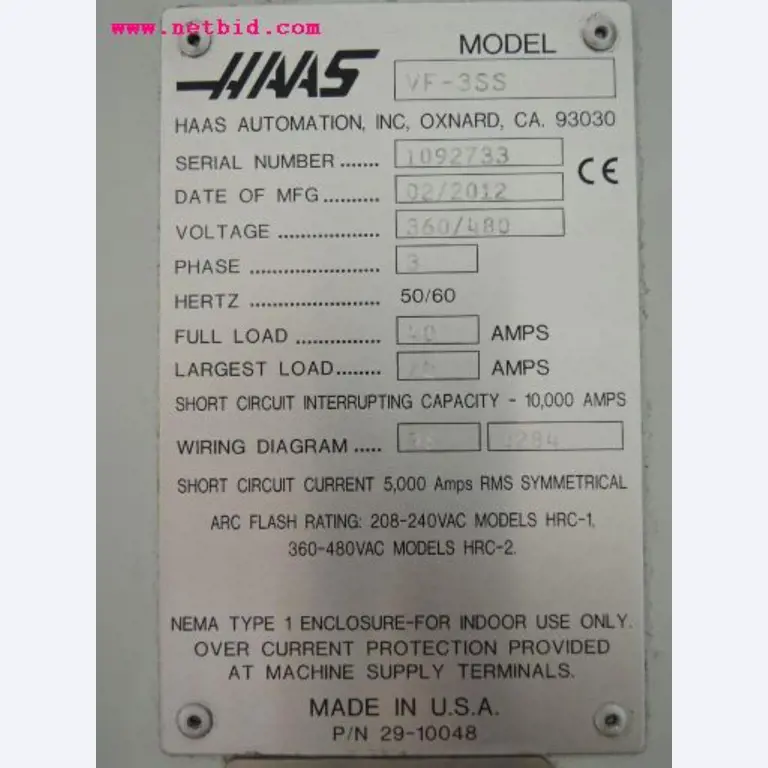 www.netbid.com
HAAS
MODEL
VF-3SS
HAAS AUTOMATION, INC, OXNARD, CA. 93030
SERIAL NUMBER ....... 1092733
CE
DATE OF MFG.......... 02/2012
VOLTAGE .................. 360/480
PHASE ....................... 3
HERTZ ....................... 50/60
FULL LOAD ............... 40 AMPS
LARGEST LOAD........ AMPS
SHORT CIRCUIT INTERRUPTING CAPACITY - 10,000 AMPS
WIRING DIAGRAM .....
SHORT CIRCUIT CURRENT 5,000 Amps RMS SYMMETRICAL
ARC FLASH RATING: 208-240VAC MODELS HRC-1,
360-480VAC MODELS HRC-2.
NEMA TYPE 1 ENCLOSURE-FOR INDOOR USE ONLY.
OVER CURRENT PROTECTION PROVIDED
AT MACHINE SUPPLY TERMINALS.
MADE IN U.S.A.
P/N 29-10048